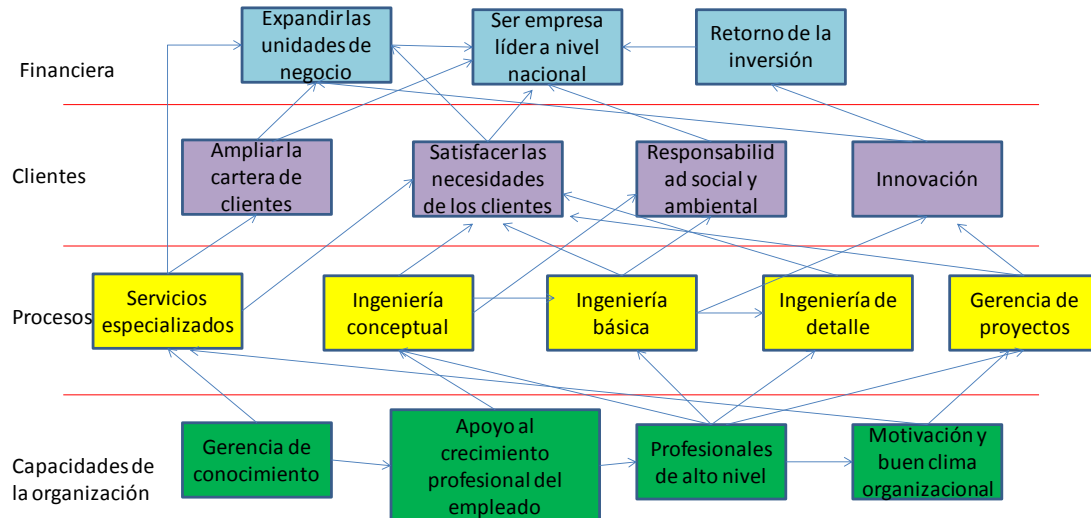 Financiera
Expandir las
unidades de
negocio
Ser empresa
líder a nivel
nacional
Retorno de la
inversión
Clientes
Ampliar la
cartera de
clientes
Satisfacer las
necesidades
de los clientes
Responsabilid
ad social y
ambiental
Innovación
Procesos
Servicios
especializados
Ingeniería
conceptual
Ingeniería
básica
Ingeniería de
detalle
Gerencia de
proyectos
Capacidades de
la organización
Gerencia de
conocimiento
Apoyo al
crecimiento
profesional del
empleado
Profesionales
de alto nivel
Motivación y
buen clima
organizacional